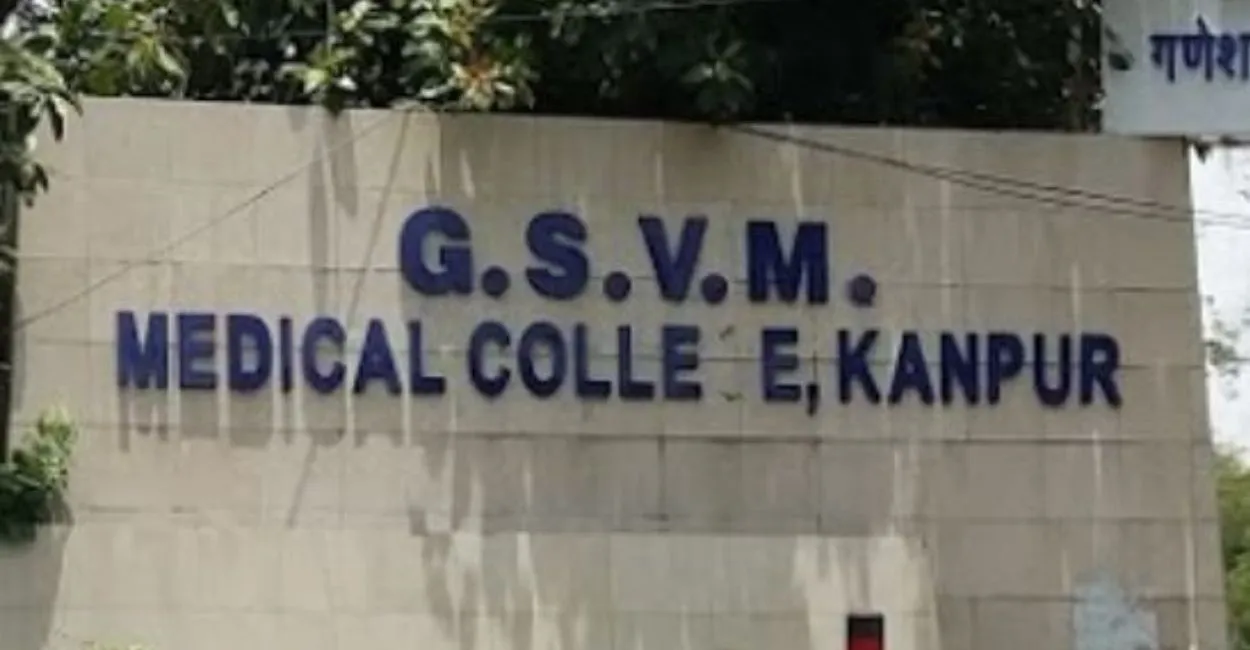 गणेश
G.S.V.M.
MEDICAL COLLE E, KANPUR